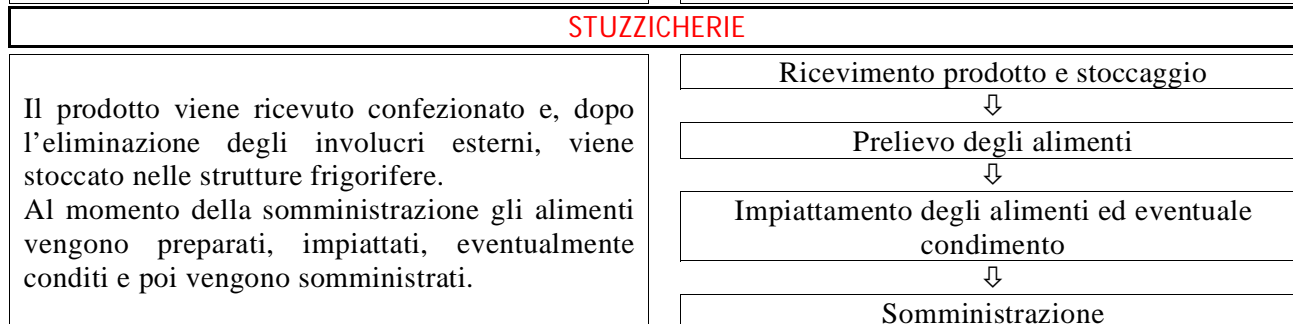 STUZZICHERIE
Il prodotto viene ricevuto confezionato e, dopo
l’eliminazione degli involucri esterni, viene
stoccato nelle strutture frigorifere.
Al momento della somministrazione gli alimenti
vengono preparati, impiattati, eventualmente
conditi e poi vengono somministrati.
Ricevimento prodotto e stoccaggio
⇩
Prelievo degli alimenti
⇩
Impiattamento degli alimenti ed eventuale
condimento
⇩
Somministrazione